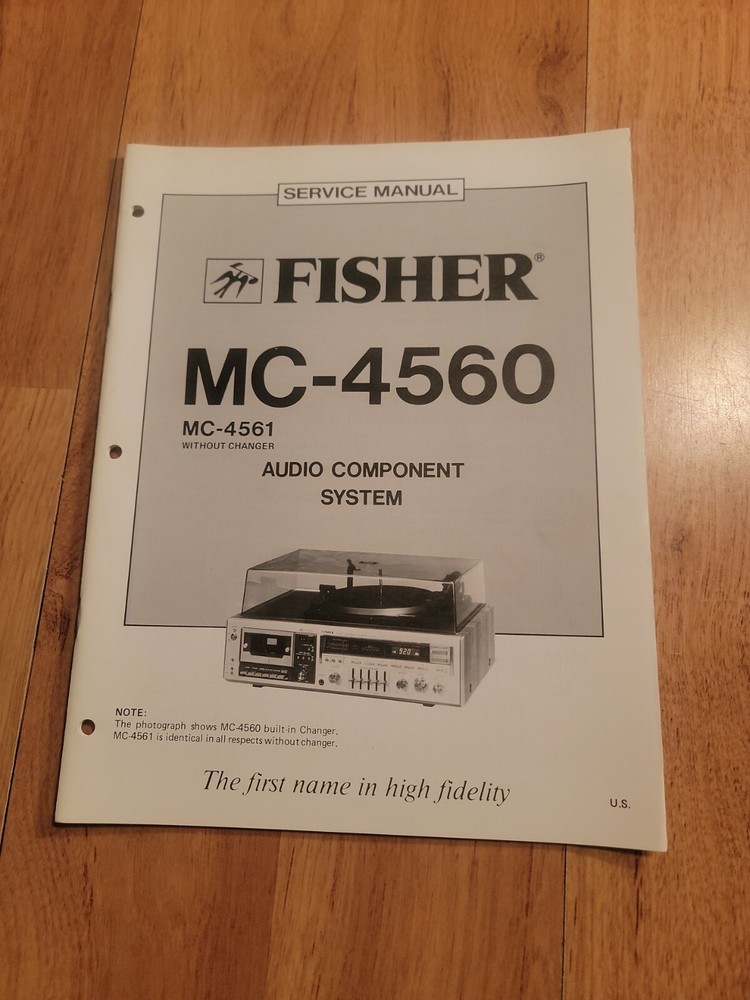 SERVICE MANUAL
FISHER®
MC-4560
MC-4561
WITHOUT CHANGER
AUDIO COMPONENT
SYSTEM
920
NOTE:
The photograph shows MC-4560 built-in Changer.
MC-4561 is identical in all respects without changer.
The first name in high fidelity
U.S.